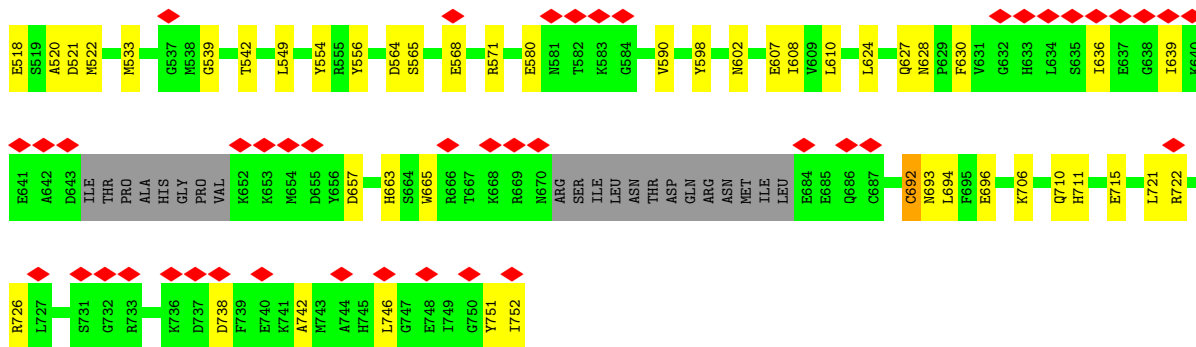 E518 S519 A520 D521 M522 M533 G537 M538 G539 T542 L549 Y554 R555 Y556 D564 S565 E568 R571 E580 N581 T582 K583 G584 V590 Y598 N602 E607 I608 V609 L610 L624 Q627 N628 P629 F630 V631 G632 H633 L634 S635 I636 E637 G638 I639 K640
E641 A642 D643 ILE THR PRO ALA HIS GLY PRO VAL K652 K653 M654 D655 Y656 D657 H663 S664 W665 R666 T667 K668 R669 N670 ARG SER ILE LEU ASN THR ASP GLN ARG ASN MET ILE LEU E684 E685 Q686 C687 C692 N693 L694 F695 E696 K706 Q710 H711 E715 L721 R722
R726 L727 S731 G732 R733 K736 D737 D738 F739 E740 K741 A742 M743 A744 H745 L746 G747 E748 I749 G750 Y751 I752